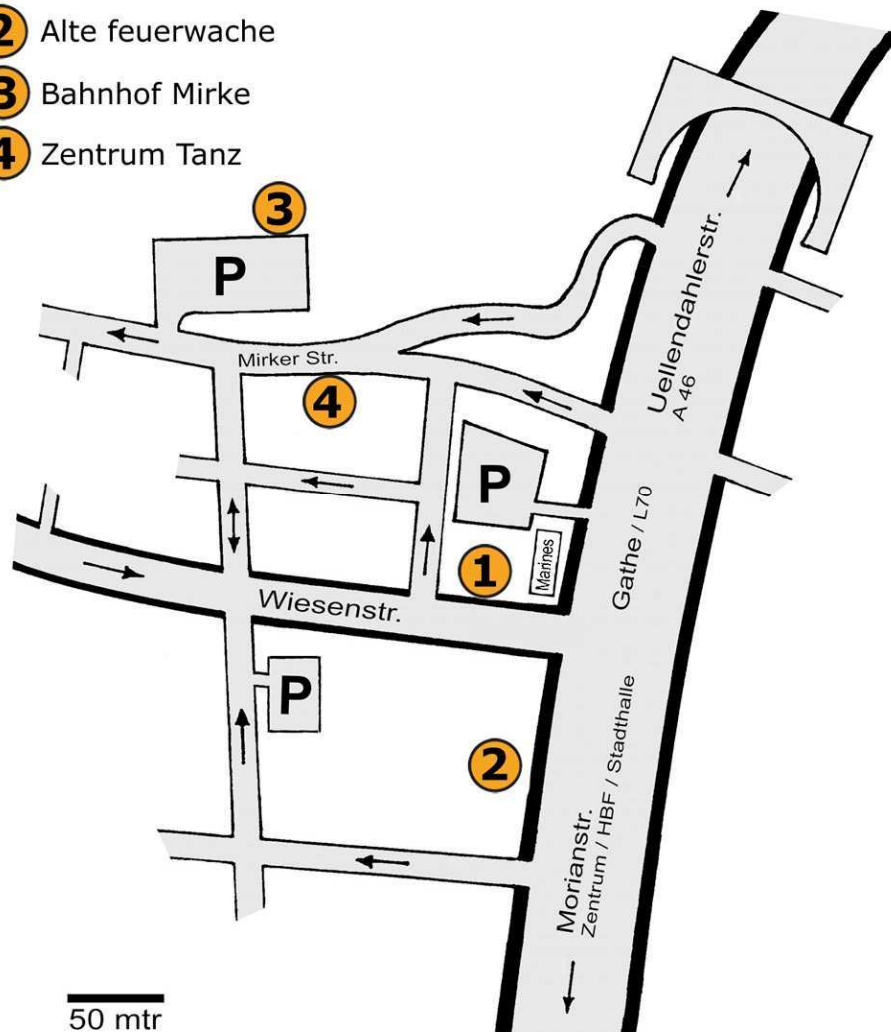 2 Alte feuerwache
3 Bahnhof Mirke
4 Zentrum Tanz
3
P
Mirker Str.
4
Uellendahlerstr.
A 46
P
Gathe / L70
1
Marines
Wiesenstr.
P
2
Morianstr.
Zentrum / HBF / Stadthalle
50 mtr